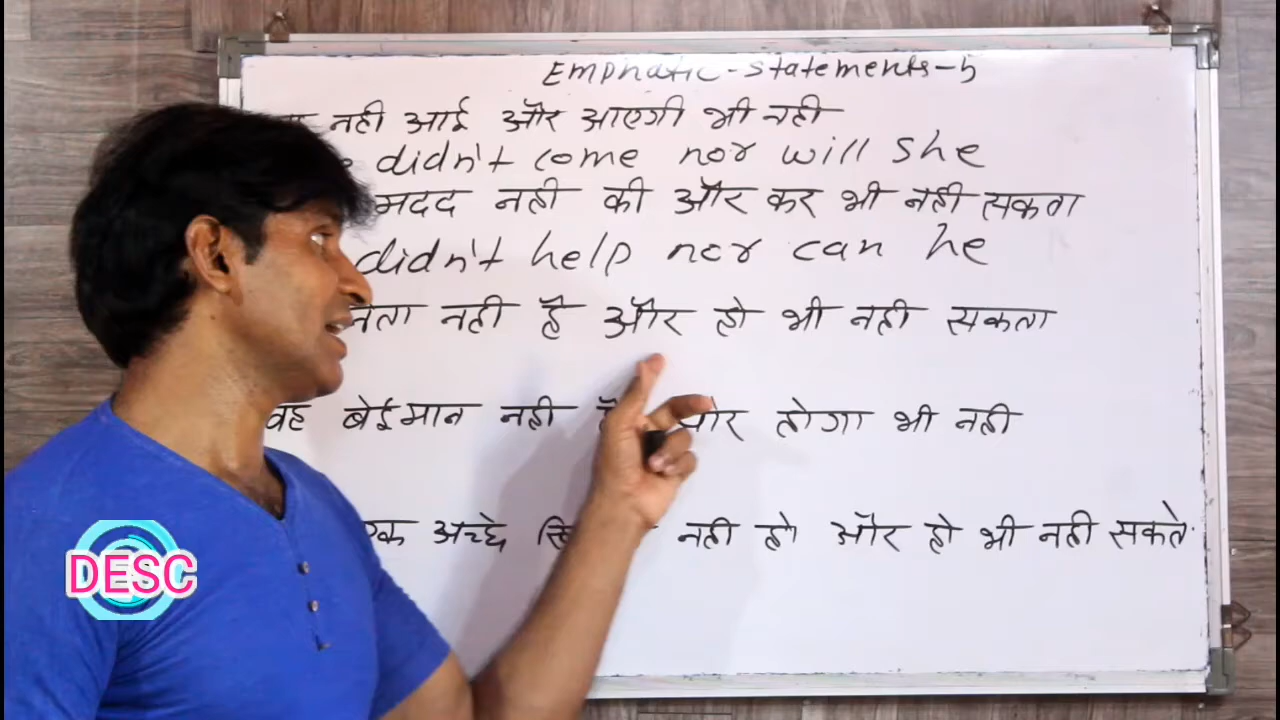 Emphatic-statements-5
नही आई और आएगी भी नही
didn't come nor will she
मदद नही की और कर भी नही सकता
didn't help nor can he
नही है और हो भी नही सकता
वह बेईमान नही होगा भी नही
एक अच्छे नही हो और हो भी नही सकते
DESC